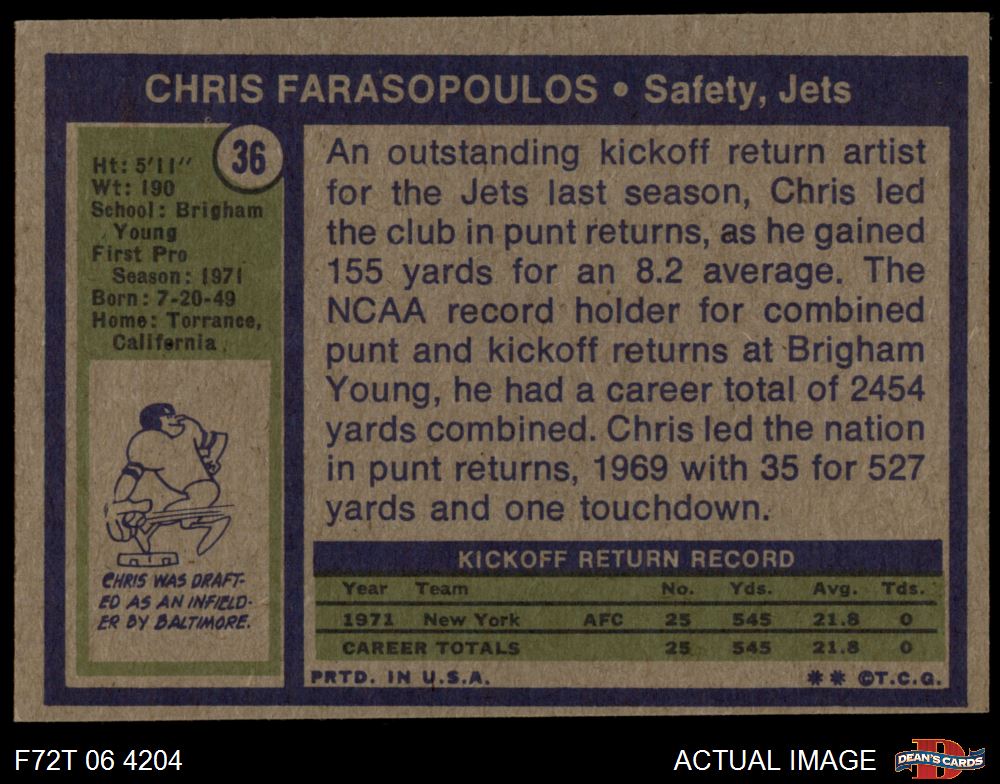 CHRIS FARASOPOULOS • Safety, Jets
36
Ht: 5'11"
Wt: 190
School: Brigham
Young
First Pro
Season: 1971
Born: 7-20-49
Home: Torrance,
California
CHRIS WAS DRAFT-
ED AS AN INFIELD-
ER BY BALTIMORE.
An outstanding kickoff return artist
for the Jets last season, Chris led
the club in punt returns, as he gained
155 yards for an 8.2 average. The
NCAA record holder for combined
punt and kickoff returns at Brigham
Young, he had a career total of 2454
yards combined. Chris led the nation
in punt returns, 1969 with 35 for 527
yards and one touchdown.
KICKOFF RETURN RECORD
Year Team No. Yds. Avg. Tds.
1971 New York AFC 25 545 21.8 0
CAREER TOTALS 25 545 21.8 0
PRTD. IN U.S.A. ** ©T.C.G.
F72T 06 4204 ACTUAL IMAGE DEAN'S CARDS